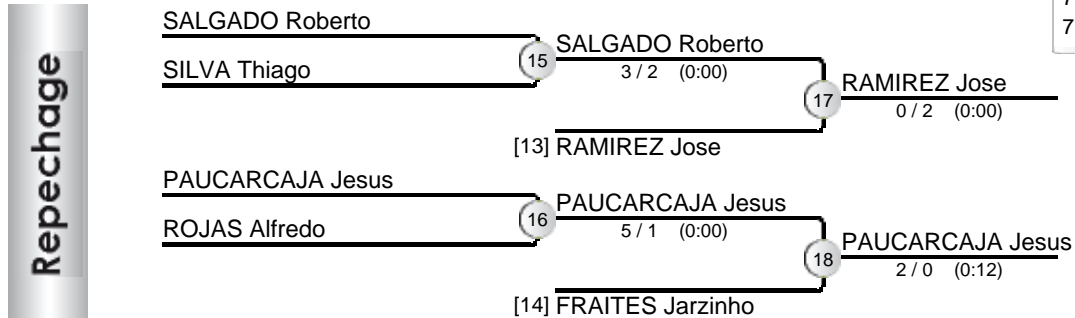 Repechage
SALGADO Roberto
SILVA Thiago
15
SALGADO Roberto
3 / 2 (0:00)
17
RAMIREZ Jose
0 / 2 (0:00)
[13] RAMIREZ Jose
PAUCARCAJA Jesus
ROJAS Alfredo
16
PAUCARCAJA Jesus
5 / 1 (0:00)
18
PAUCARCAJA Jesus
2 / 0 (0:12)
[14] FRAITES Jarzinho
7